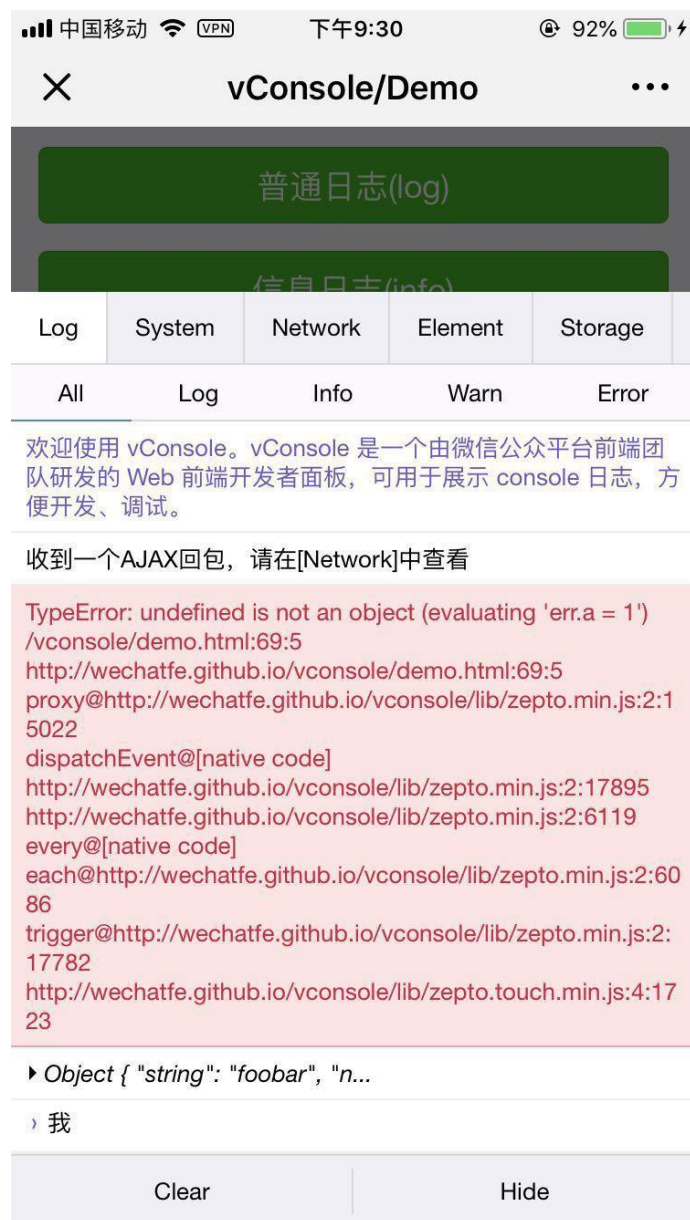 中国移动 VPN 下午9:30 92%
vConsole/Demo
普通日志(log)
信息日志(info)
Log System Network Element Storage
All Log Info Warn Error
欢迎使用 vConsole。vConsole 是一个由微信公众平台前端团
队研发的 Web 前端开发者面板，可用于展示 console 日志，方
便开发、调试。
收到一个AJAX回包，请在[Network]中查看
TypeError: undefined is not an object (evaluating 'err.a = 1')
/vconsole/demo.html:69:5
http://wechatfe.github.io/vconsole/demo.html:69:5
proxy@http://wechatfe.github.io/vconsole/lib/zepto.min.js:2:1
5022
dispatchEvent@[native code]
http://wechatfe.github.io/vconsole/lib/zepto.min.js:2:17895
http://wechatfe.github.io/vconsole/lib/zepto.min.js:2:6119
every@[native code]
each@http://wechatfe.github.io/vconsole/lib/zepto.min.js:2:60
86
trigger@http://wechatfe.github.io/vconsole/lib/zepto.min.js:2:
17782
http://wechatfe.github.io/vconsole/lib/zepto.touch.min.js:4:17
23
Object { "string": "foobar", "n...
我
Clear Hide